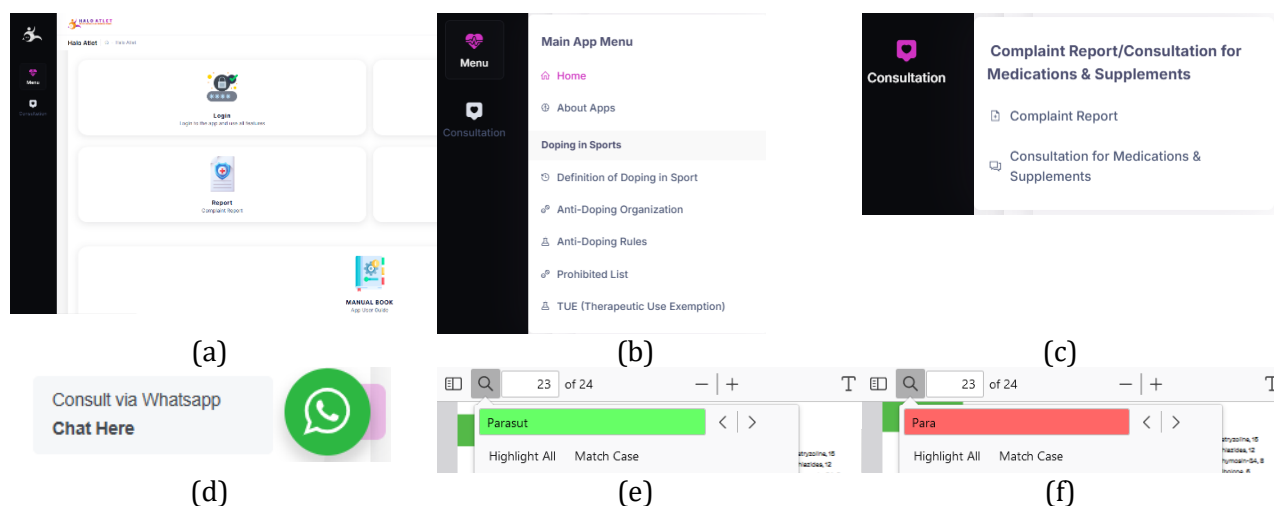 HALO ATLET
Halo Atlet
Halo Atlet
Menu
Consultation
Login
Login to the app and use all features
Report
Complaint Report
MANUAL BOOK
App User Guide
(a)
Menu
Consultation
Main App Menu
Home
About Apps
Doping in Sports
Definition of Doping in Sport
Anti-Doping Organization
Anti-Doping Rules
Prohibited List
TUE (Therapeutic Use Exemption)
(b)
Consultation
Complaint Report/Consultation for
Medications & Supplements
Complaint Report
Consultation for Medications &
Supplements
(c)
Consult via Whatsapp
Chat Here
(d)
23 of 24
Parasut
Highlight All Match Case
(e)
23 of 24
Para
Highlight All Match Case
(f)